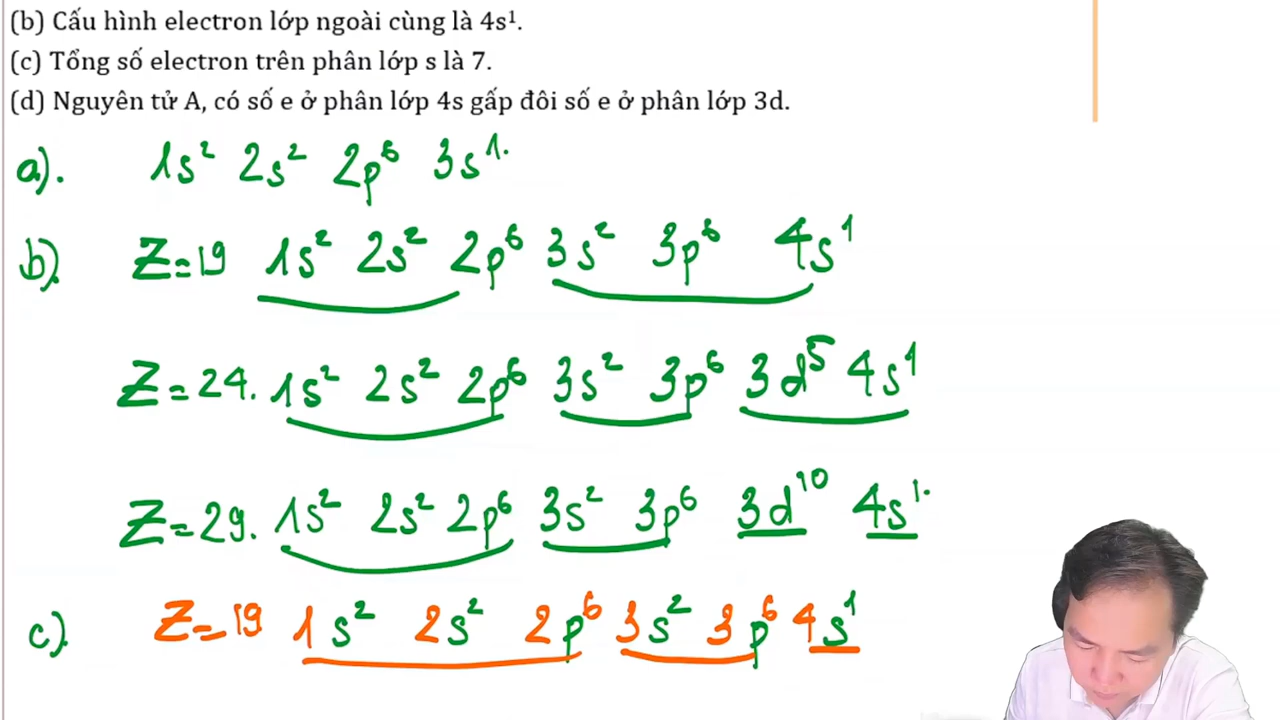 (b) Cấu hình electron lớp ngoài cùng là 4s¹.
(c) Tổng số electron trên phân lớp s là 7.
(d) Nguyên tử A, có số e ở phân lớp 4s gấp đôi số e ở phân lớp 3d.
a). 1s² 2s² 2p⁶ 3s¹.
b). Z=19 1s² 2s² 2p⁶ 3s² 3p⁶ 4s¹
Z=24. 1s² 2s² 2p⁶ 3s² 3p⁶ 3d⁵ 4s¹
Z=29. 1s² 2s² 2p⁶ 3s² 3p⁶ 3d¹⁰ 4s¹.
c). Z=19 1s² 2s² 2p⁶ 3s² 3p⁶ 4s¹